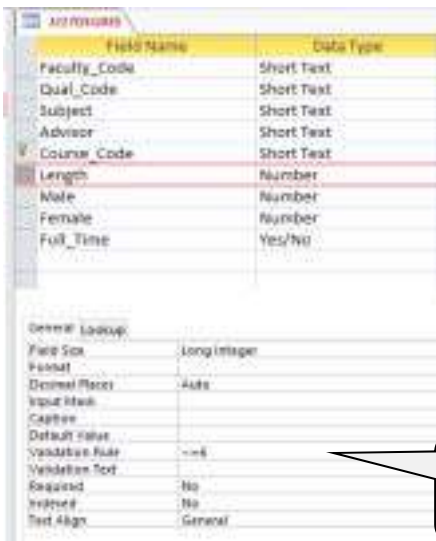 Field Name Data Type
Faculty_Code Short Text
Qual_Code Short Text
Subject Short Text
Advisor Short Text
Course_Code Short Text
Length Number
Male Number
Female Number
Full_Time Yes/No
General Lookup
Field Size Long Integer
Format
Decimal Places Auto
Input Mask
Caption
Default Value
Validation Rule
Validation Text
Required No
Indexed No
Text Align General